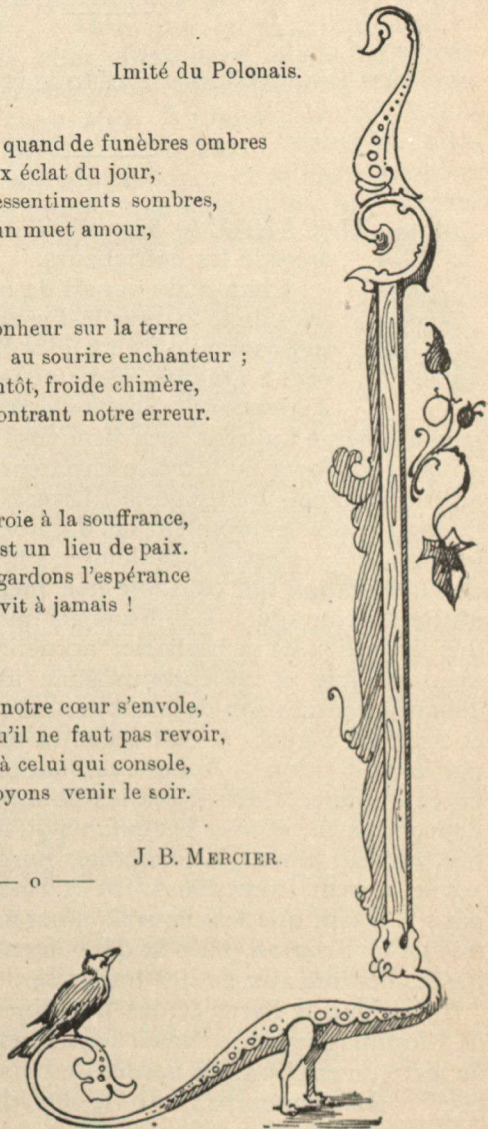 Imité du Polonais.
quand de funèbres ombres
x éclat du jour,
essentiments sombres,
un muet amour,
onheur sur la terre
au sourire enchanteur ;
ntôt, froide chimère,
ontrant notre erreur.
roie à la souffrance,
st un lieu de paix.
gardons l'espérance
vit à jamais !
notre cœur s'envole,
u'il ne faut pas revoir,
à celui qui console,
oyons venir le soir.
J. B. MERCIER.
— o —